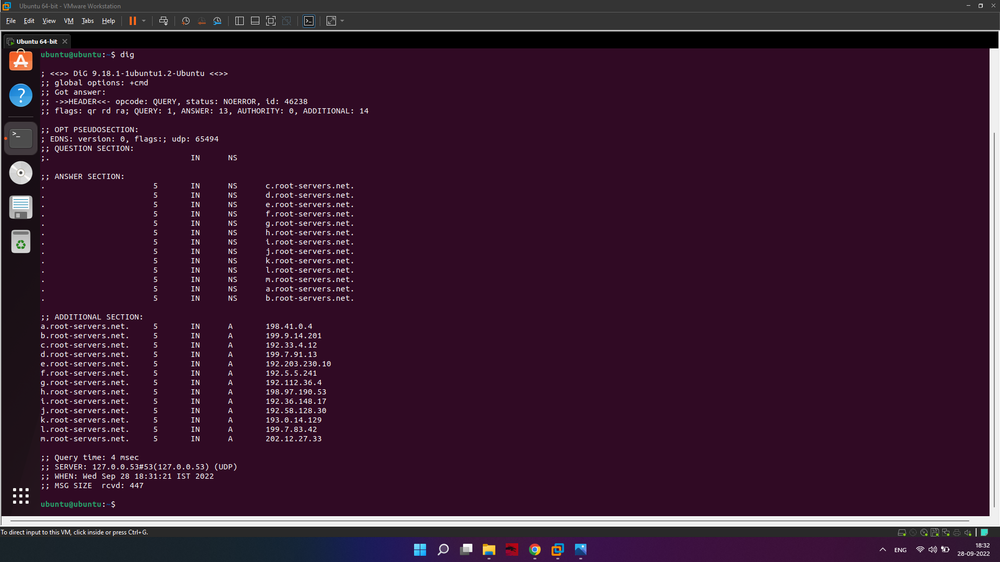 Ubuntu 64-bit - VMware Workstation
File Edit View VM Tabs Help
Ubuntu 64-bit
ubuntu@ubuntu:~$ dig
; <<>> DiG 9.18.1-1ubuntu1.2-Ubuntu <<>>
;; global options: +cmd
;; Got answer:
;; ->>HEADER<<- opcode: QUERY, status: NOERROR, id: 46238
;; flags: qr rd ra; QUERY: 1, ANSWER: 13, AUTHORITY: 0, ADDITIONAL: 14
;; OPT PSEUDOSECTION:
; EDNS: version: 0, flags:; udp: 65494
;; QUESTION SECTION:
;. IN NS
;; ANSWER SECTION:
. 5 IN NS c.root-servers.net.
. 5 IN NS d.root-servers.net.
. 5 IN NS e.root-servers.net.
. 5 IN NS f.root-servers.net.
. 5 IN NS g.root-servers.net.
. 5 IN NS h.root-servers.net.
. 5 IN NS i.root-servers.net.
. 5 IN NS j.root-servers.net.
. 5 IN NS k.root-servers.net.
. 5 IN NS l.root-servers.net.
. 5 IN NS m.root-servers.net.
. 5 IN NS a.root-servers.net.
. 5 IN NS b.root-servers.net.
;; ADDITIONAL SECTION:
a.root-servers.net. 5 IN A 198.41.0.4
b.root-servers.net. 5 IN A 199.9.14.201
c.root-servers.net. 5 IN A 192.33.4.12
d.root-servers.net. 5 IN A 199.7.91.13
e.root-servers.net. 5 IN A 192.203.230.10
f.root-servers.net. 5 IN A 192.5.5.241
g.root-servers.net. 5 IN A 192.112.36.4
h.root-servers.net. 5 IN A 198.97.190.53
i.root-servers.net. 5 IN A 192.36.148.17
j.root-servers.net. 5 IN A 192.58.128.30
k.root-servers.net. 5 IN A 193.0.14.129
l.root-servers.net. 5 IN A 199.7.83.42
m.root-servers.net. 5 IN A 202.12.27.33
;; Query time: 4 msec
;; SERVER: 127.0.0.53#53(127.0.0.53) (UDP)
;; WHEN: Wed Sep 28 18:31:21 IST 2022
;; MSG SIZE  rcvd: 447
ubuntu@ubuntu:~$
To direct input to this VM, click inside or press Ctrl+G.
ENG
18:32
28-09-2022